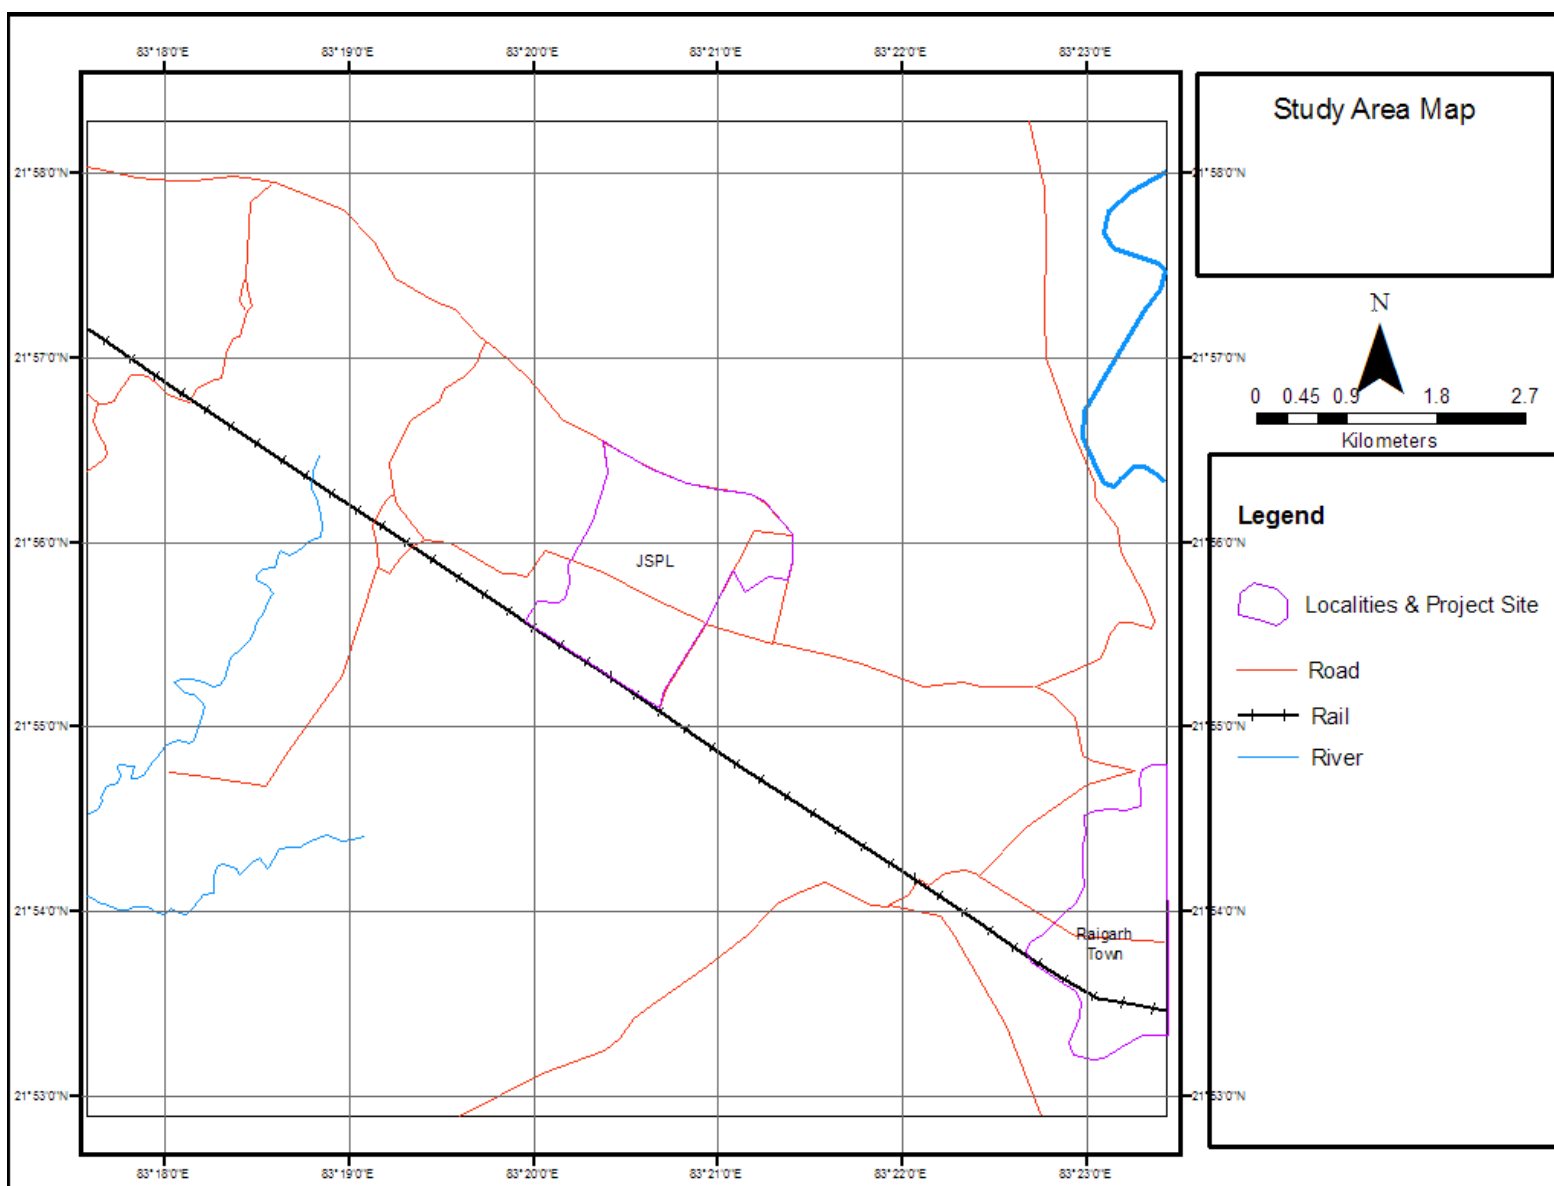 83°18'0"E 83°19'0"E 83°20'0"E 83°21'0"E 83°22'0"E 83°23'0"E
Study Area Map
21°58'0"N 21°58'0"N
N
21°57'0"N 21°57'0"N
0 0.45 0.9 1.8 2.7
Kilometers
Legend
21°56'0"N 21°56'0"N
JSPL
Localities & Project Site
Road
Rail
21°55'0"N 21°55'0"N
River
21°54'0"N 21°54'0"N
Raigarh
Town
21°53'0"N 21°53'0"N
83°18'0"E 83°19'0"E 83°20'0"E 83°21'0"E 83°22'0"E 83°23'0"E